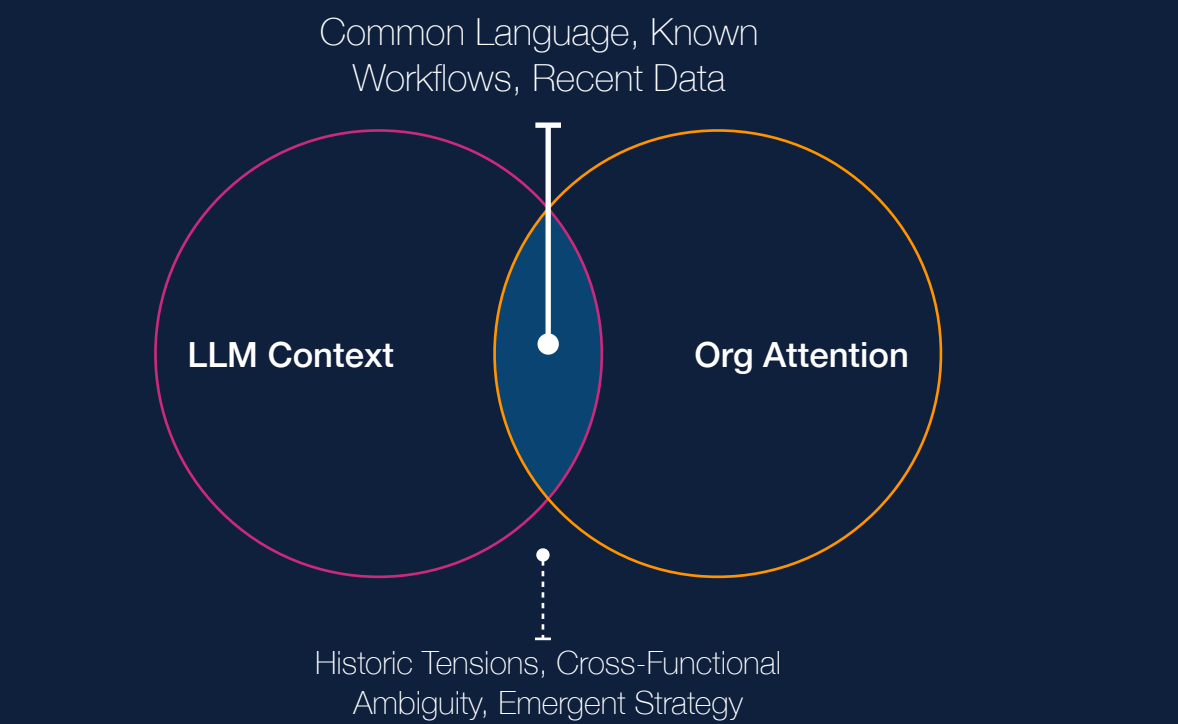 Common Language, Known
Workflows, Recent Data
LLM Context
Org Attention
Historic Tensions, Cross-Functional
Ambiguity, Emergent Strategy